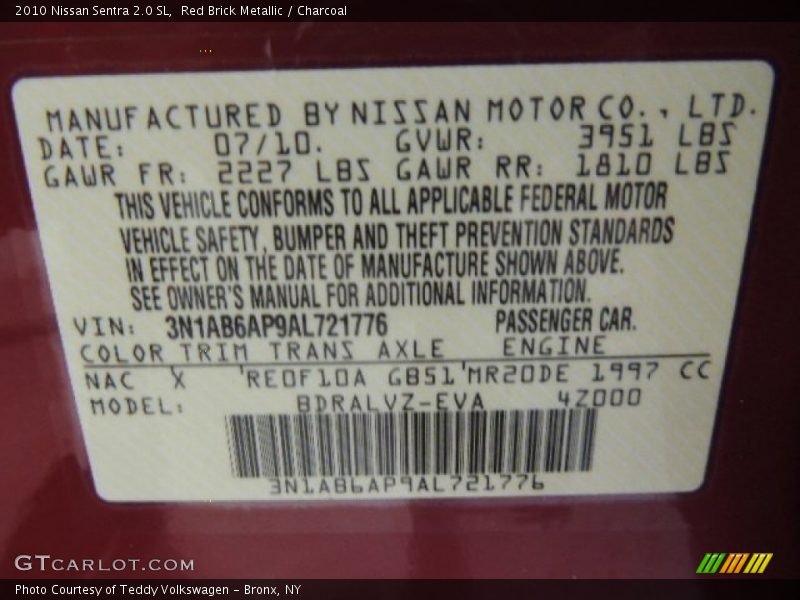 2010 Nissan Sentra 2.0 SL,  Red Brick Metallic / Charcoal
MANUFACTURED BY NISSAN MOTOR CO., LTD.
DATE: 07/10. GVWR: 3951 LBS
GAWR FR: 2227 LBS GAWR RR: 1810 LBS
THIS VEHICLE CONFORMS TO ALL APPLICABLE FEDERAL MOTOR
VEHICLE SAFETY, BUMPER AND THEFT PREVENTION STANDARDS
IN EFFECT ON THE DATE OF MANUFACTURE SHOWN ABOVE.
SEE OWNER'S MANUAL FOR ADDITIONAL INFORMATION.
VIN: 3N1AB6AP9AL721776 PASSENGER CAR.
COLOR TRIM TRANS AXLE ENGINE
NAC X 'RE0F10A GB51'MR20DE 1997 CC
MODEL: BDRALVZ-EVA 4Z000
3N1AB6AP9AL721776
GTCARLOT.COM
Photo Courtesy of Teddy Volkswagen - Bronx, NY